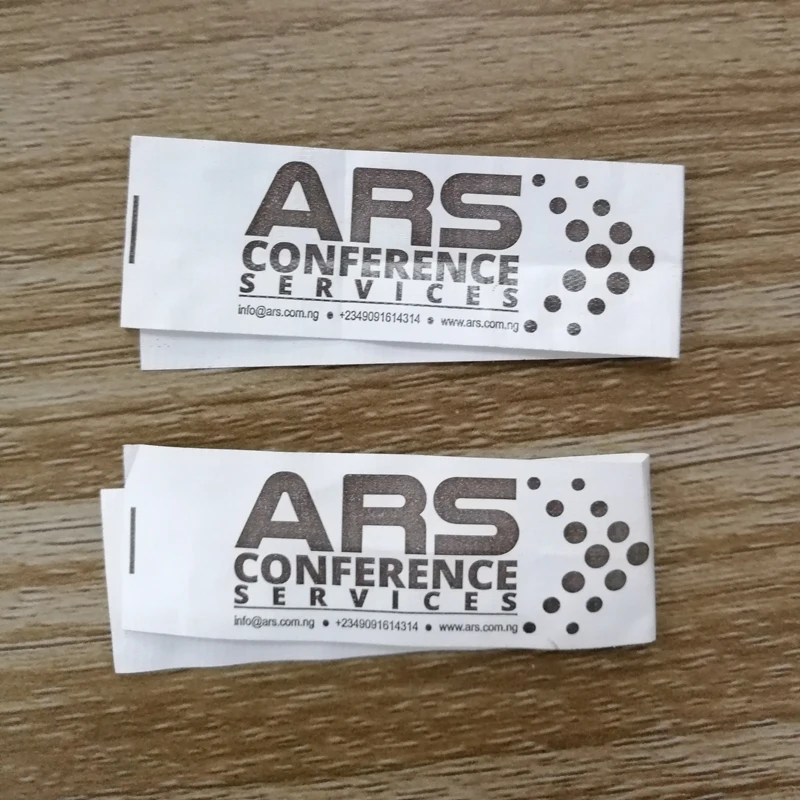 ARS
CONFERENCE
SERVICES
info@ars.com.ng ● +2349091614314 ● www.ars.com.ng
ARS
CONFERENCE
SERVICES
info@ars.com.ng ● +2349091614314 ● www.ars.com.ng